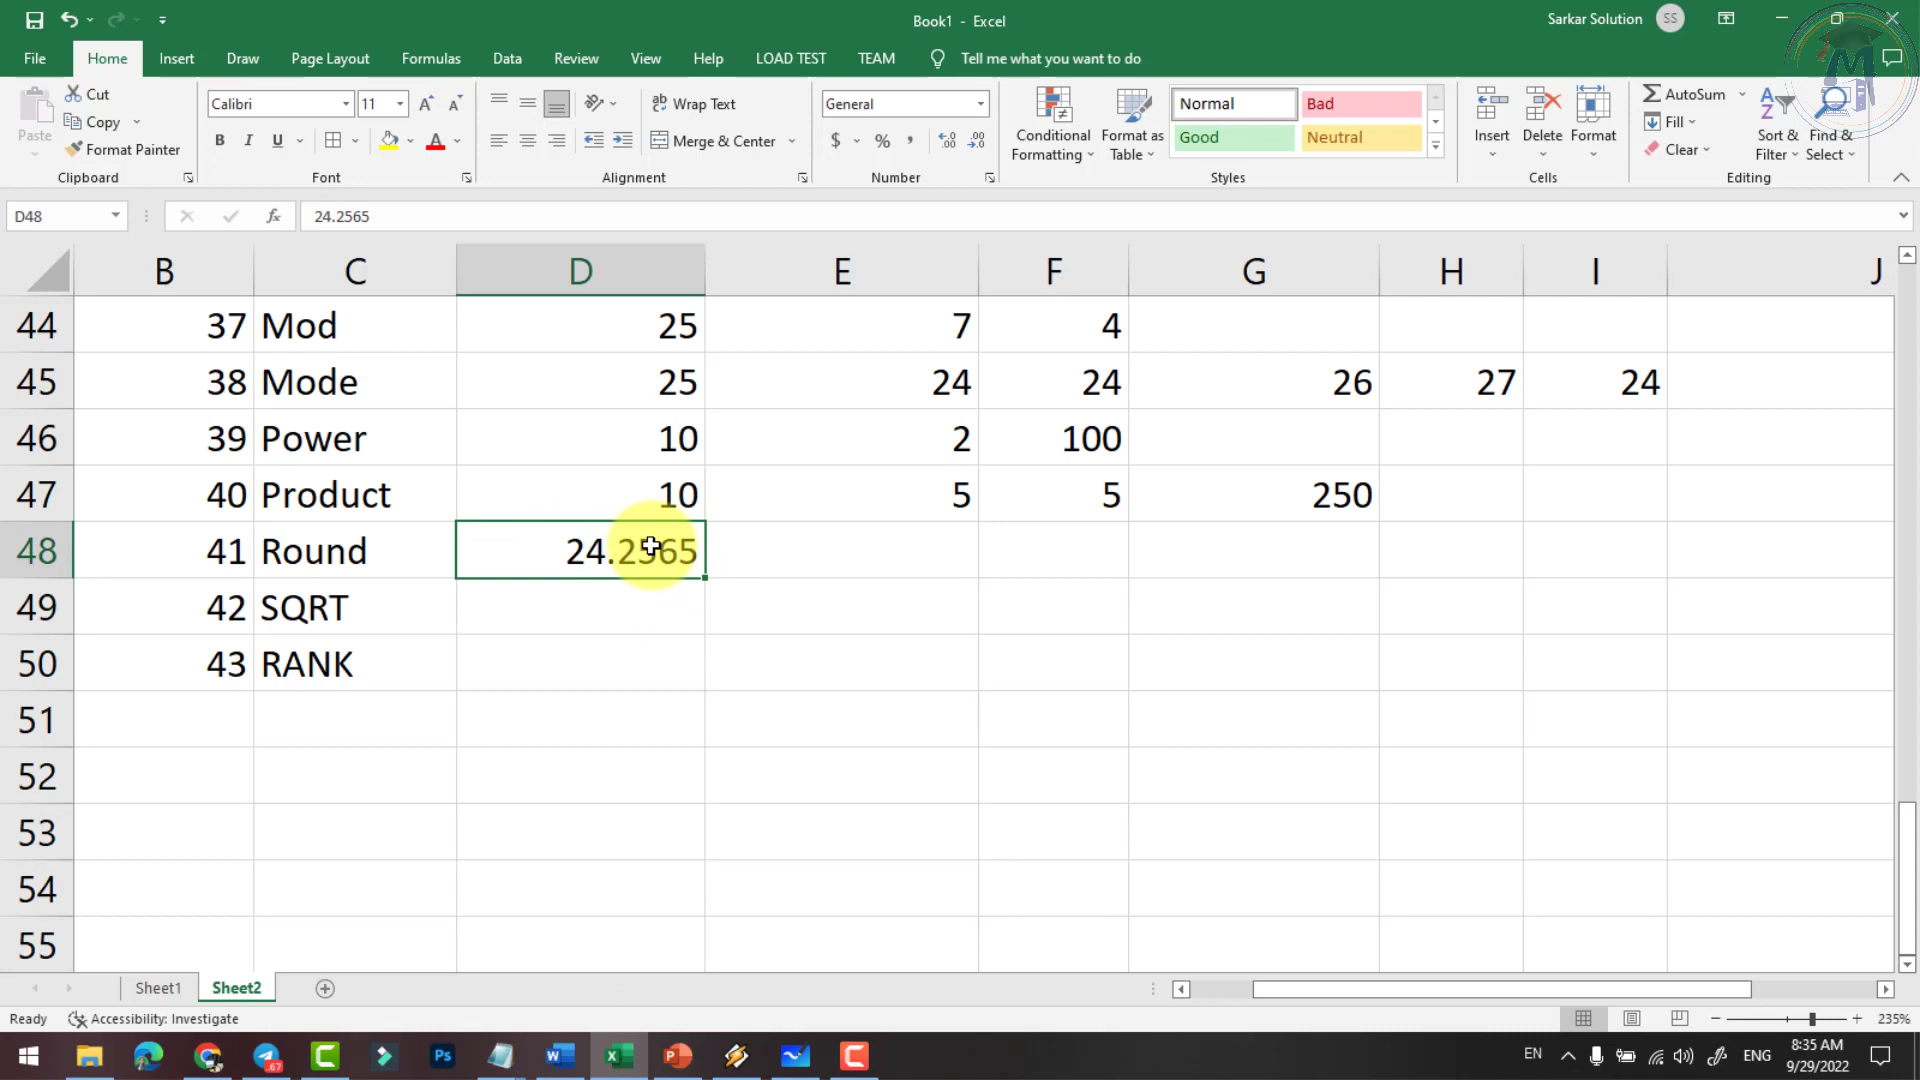 Book1 - Excel
Sarkar Solution SS
File Home Insert Draw Page Layout Formulas Data Review View Help LOAD TEST TEAM Tell me what you want to do
Paste
Cut
Copy
Format Painter
Clipboard
Calibri 11
B I U
Font
Wrap Text
Merge & Center
Alignment
General
$ % ,
Number
Conditional Formatting
Format as Table
Normal Bad
Good Neutral
Styles
Insert Delete Format
Cells
AutoSum
Fill
Clear
Sort & Filter
Find & Select
Editing
D48 fx 24.2565
B C D E F G H I J
44 37 Mod 25 7 4
45 38 Mode 25 24 24 26 27 24
46 39 Power 10 2 100
47 40 Product 10 5 5 250
48 41 Round 24.2565
49 42 SQRT
50 43 RANK
51
52
53
54
55
Sheet1 Sheet2
Ready Accessibility: Investigate 235%
EN ENG 8:35 AM
9/29/2022